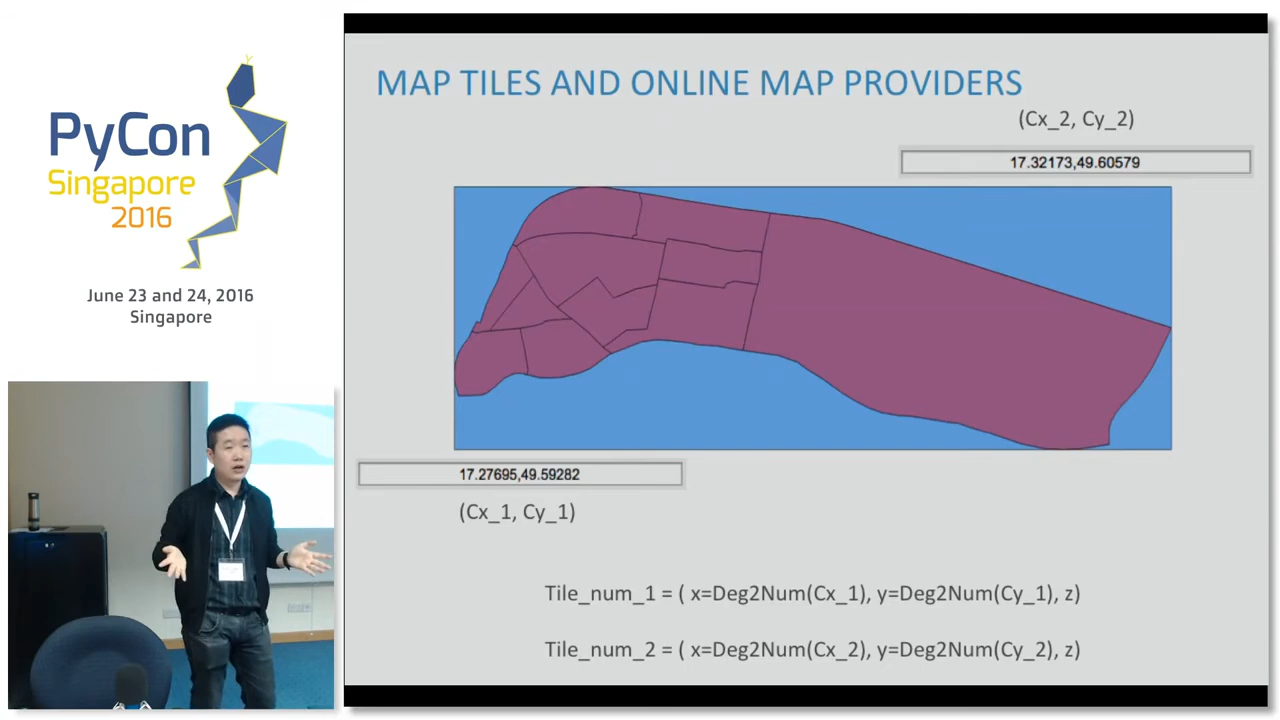 PyCon
Singapore
2016
June 23 and 24, 2016
Singapore
MAP TILES AND ONLINE MAP PROVIDERS
(Cx_2, Cy_2)
17.32173,49.60579
17.27695,49.59282
(Cx_1, Cy_1)
Tile_num_1 = ( x=Deg2Num(Cx_1), y=Deg2Num(Cy_1), z)
Tile_num_2 = ( x=Deg2Num(Cx_2), y=Deg2Num(Cy_2), z)